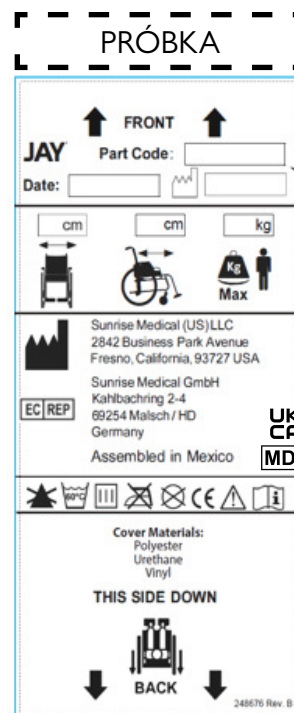 PRÓBKA
FRONT
JAY
Part Code:
Date:
cm
cm
kg
Kg
Max
Sunrise Medical (US)LLC
2842 Business Park Avenue
Fresno, California, 93727 USA
Sunrise Medical GmbH
Kahlbachring 2-4
69254 Malsch / HD
Germany
EC REP
UK
CA
Assembled in Mexico
MD
60°C
CE
i
Cover Materials:
Polyester
Urethane
Vinyl
THIS SIDE DOWN
BACK
248676 Rev. B